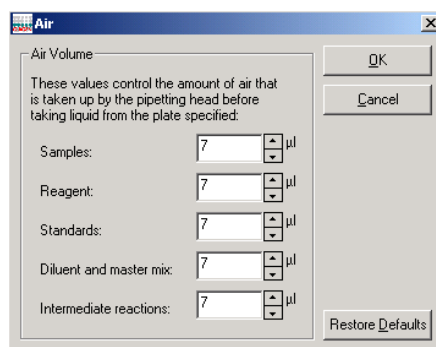 Air
Air Volume
These values control the amount of air that
is taken up by the pipetting head before
taking liquid from the plate specified:
Samples: 7 µl
Reagent: 7 µl
Standards: 7 µl
Diluent and master mix: 7 µl
Intermediate reactions: 7 µl
OK
Cancel
Restore Defaults